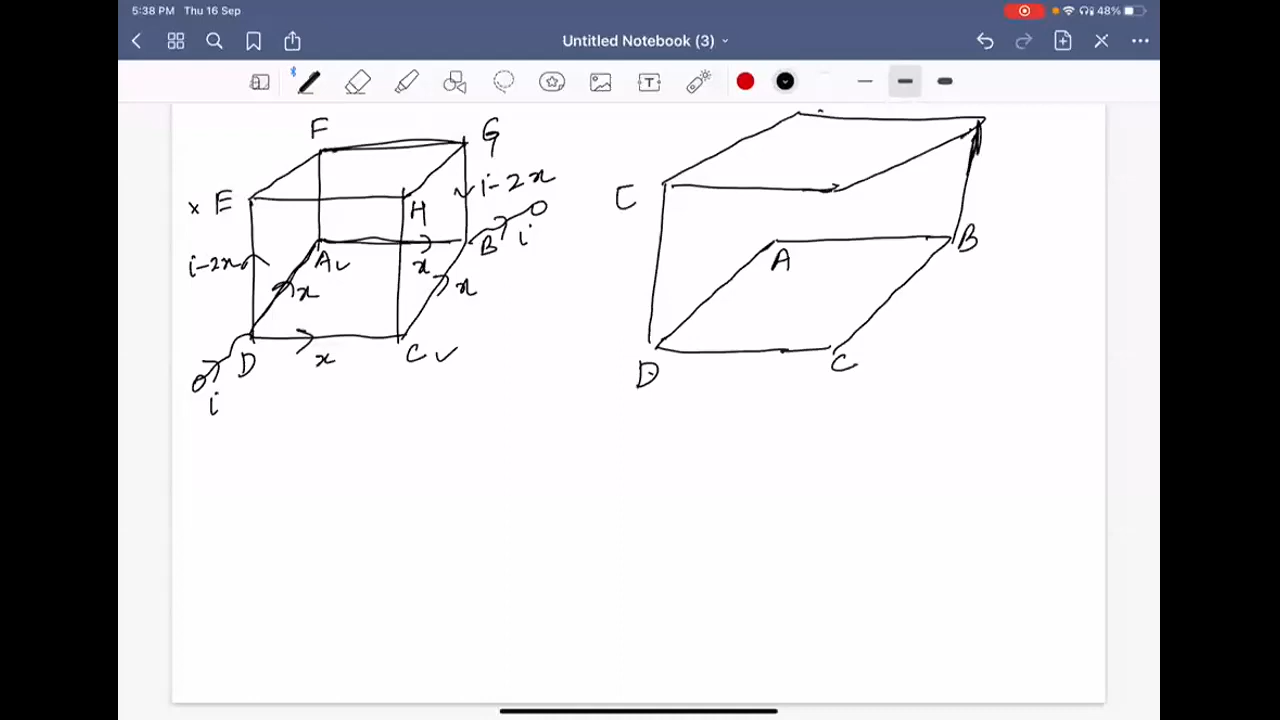 5:38 PM Thu 16 Sep
48%
Untitled Notebook (3)
T
F
G
i-2x
x E
H
O
B
i
i-2x
A
x
x
x
D
x
C
i
C
B
A
D
C